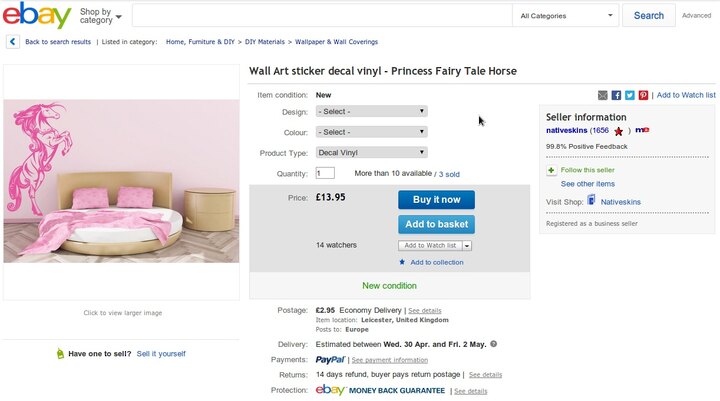 ebay
Shop by
category
All Categories
Search
Advanced
Back to search results | Listed in category: Home, Furniture & DIY > DIY Materials > Wallpaper & Wall Coverings
Wall Art sticker decal vinyl - Princess Fairy Tale Horse
Item condition: New
| Add to Watch list
Design: - Select -
Colour: - Select -
Product Type: Decal Vinyl
Quantity: 1 More than 10 available / 3 sold
Price: £13.95
Buy it now
Add to basket
14 watchers
Add to Watch list
Add to collection
New condition
Seller information
nativeskins (1656 ) me
99.8% Positive Feedback
Follow this seller
See other items
Visit Shop: Nativeskins
Registered as a business seller
Click to view larger image
Have one to sell? Sell it yourself
Postage: £2.95 Economy Delivery | See details
Item location: Leicester, United Kingdom
Posts to: Europe
Delivery: Estimated between Wed. 30 Apr. and Fri. 2 May. ?
Payments: PayPal | See payment information
Returns: 14 days refund, buyer pays return postage | See details
Protection: ebay MONEY BACK GUARANTEE | See details